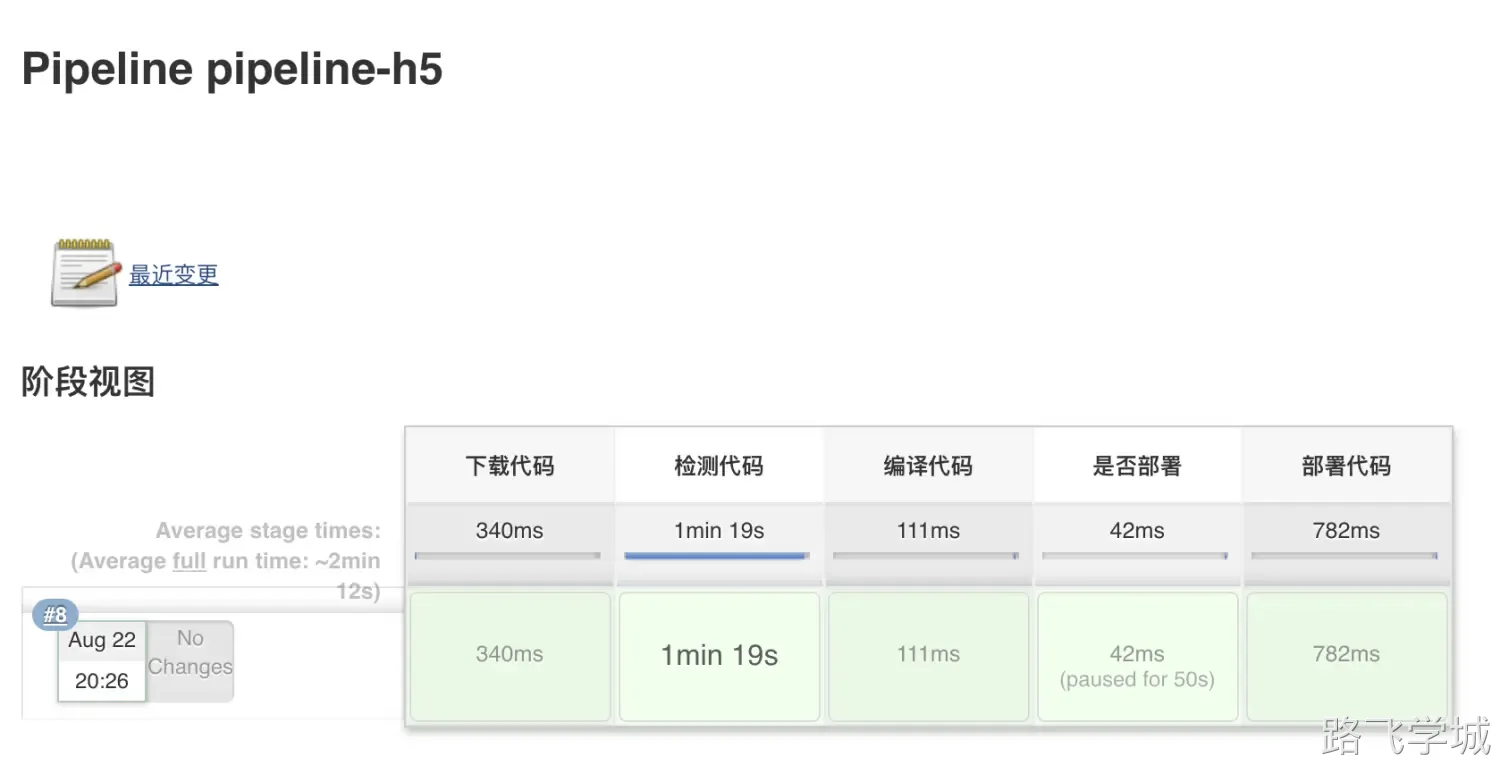 Pipeline pipeline-h5
最近变更
阶段视图
下载代码 检测代码 编译代码 是否部署 部署代码
Average stage times:
(Average full run time: ~2min
12s)
340ms 1min 19s 111ms 42ms 782ms
#8
Aug 22
20:26
No
Changes
340ms 1min 19s 111ms 42ms 782ms
(paused for 50s)
路飞学城